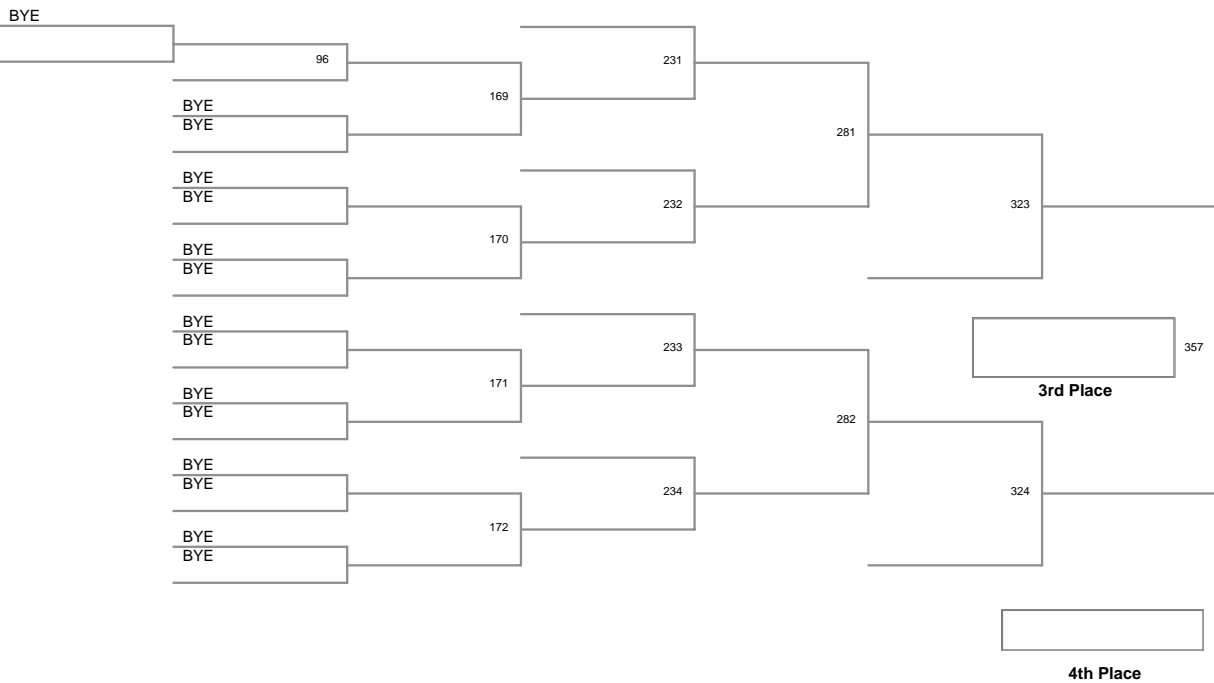 BYE
96
231
169
BYE
BYE
281
BYE
BYE
232
323
170
BYE
BYE
BYE
BYE
233
357
171
3rd Place
BYE
BYE
282
BYE
BYE
234
324
172
BYE
BYE
4th Place